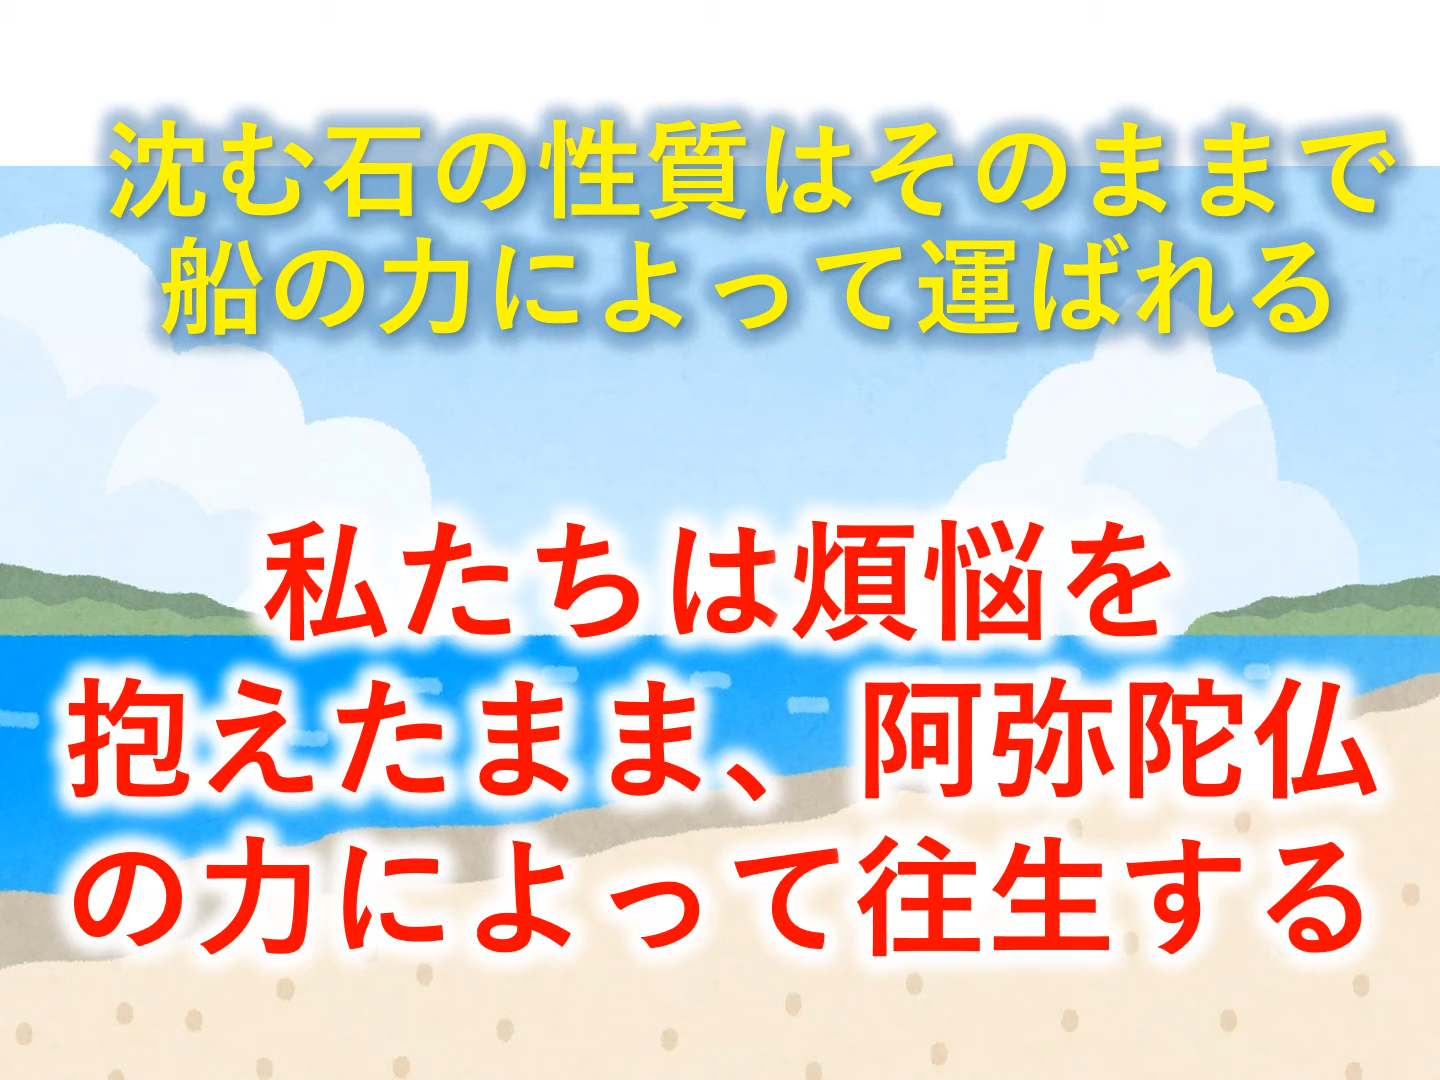 沈む石の性質はそのままで
船の力によって運ばれる
私たちは煩悩を
抱えたまま、阿弥陀仏
の力によって往生する